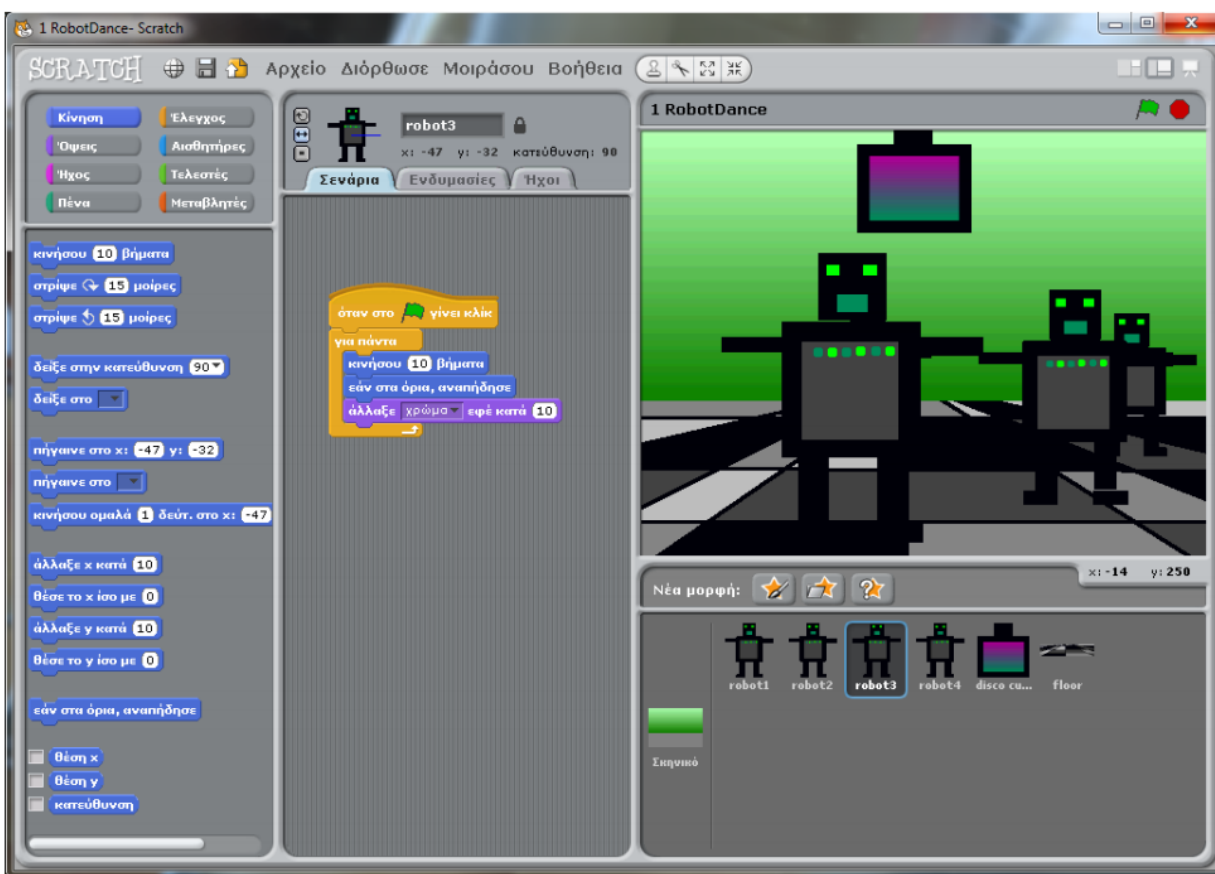 1 RobotDance- Scratch
SCRATCH Αρχείο Διόρθωσε Μοιράσου Βοήθεια
Κίνηση Έλεγχος
Όψεις Αισθητήρες
Ήχος Τελεστές
Πένα Μεταβλητές
κινήσου 10 βήματα
στρίψε 15 μοίρες
στρίψε 15 μοίρες
δείξε στην κατεύθυνση 90
δείξε στο
πήγαινε στο x: -47 y: -32
πήγαινε στο
κινήσου ομαλά 1 δεύτ. στο x: -47
άλλαξε x κατά 10
θέσε το x ίσο με 0
άλλαξε y κατά 10
θέσε το y ίσο με 0
εάν στα όρια, αναπήδησε
θέση x
θέση y
κατεύθυνση
robot3
x: -47 y: -32 κατεύθυνση: 90
Σενάρια Ενδυμασίες Ήχοι
όταν στο γίνει κλίκ
για πάντα
κινήσου 10 βήματα
εάν στα όρια, αναπήδησε
άλλαξε χρώμα εφέ κατά 10
1 RobotDance
x: -14 y: 250
Νέα μορφή:
robot1 robot2 robot3 robot4 disco cu... floor
Σκηνικό